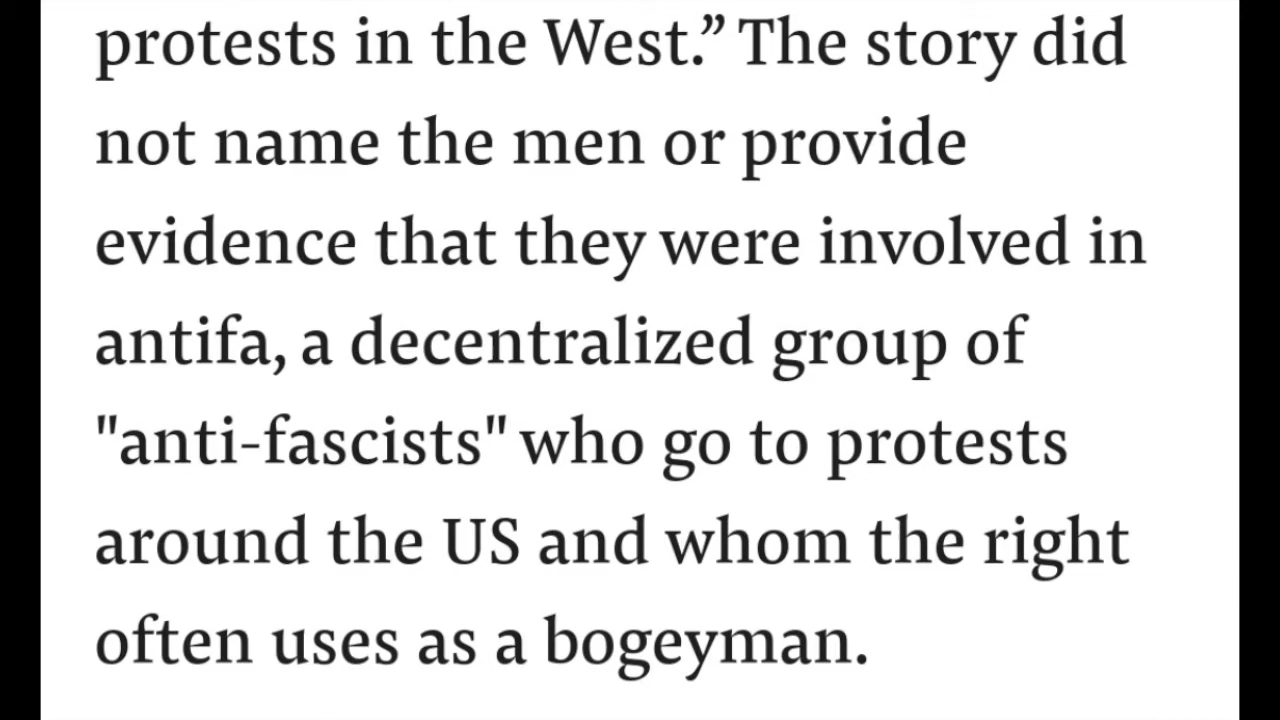 protests in the West.” The story did
not name the men or provide
evidence that they were involved in
antifa, a decentralized group of
"anti-fascists" who go to protests
around the US and whom the right
often uses as a bogeyman.